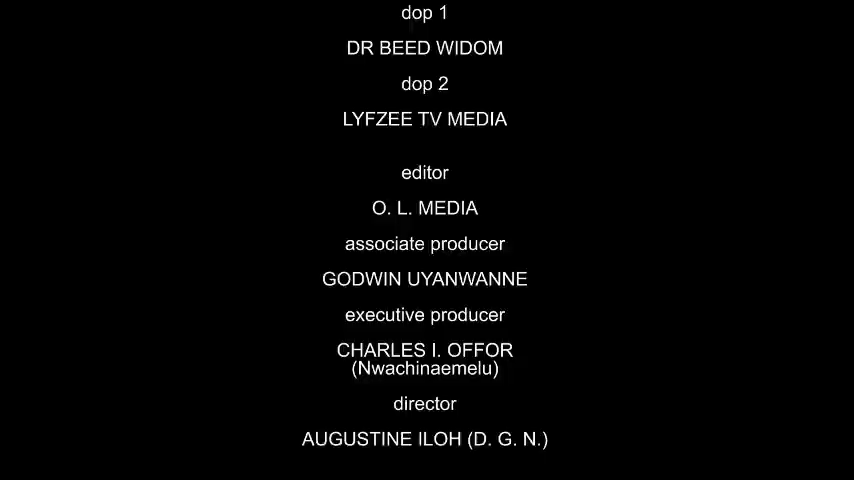 dop 1
DR BEED WIDOM
dop 2
LYFZEE TV MEDIA
editor
O. L. MEDIA
associate producer
GODWIN UYANWANNE
executive producer
CHARLES I. OFFOR
(Nwachinaemelu)
director
AUGUSTINE ILOH (D. G. N.)